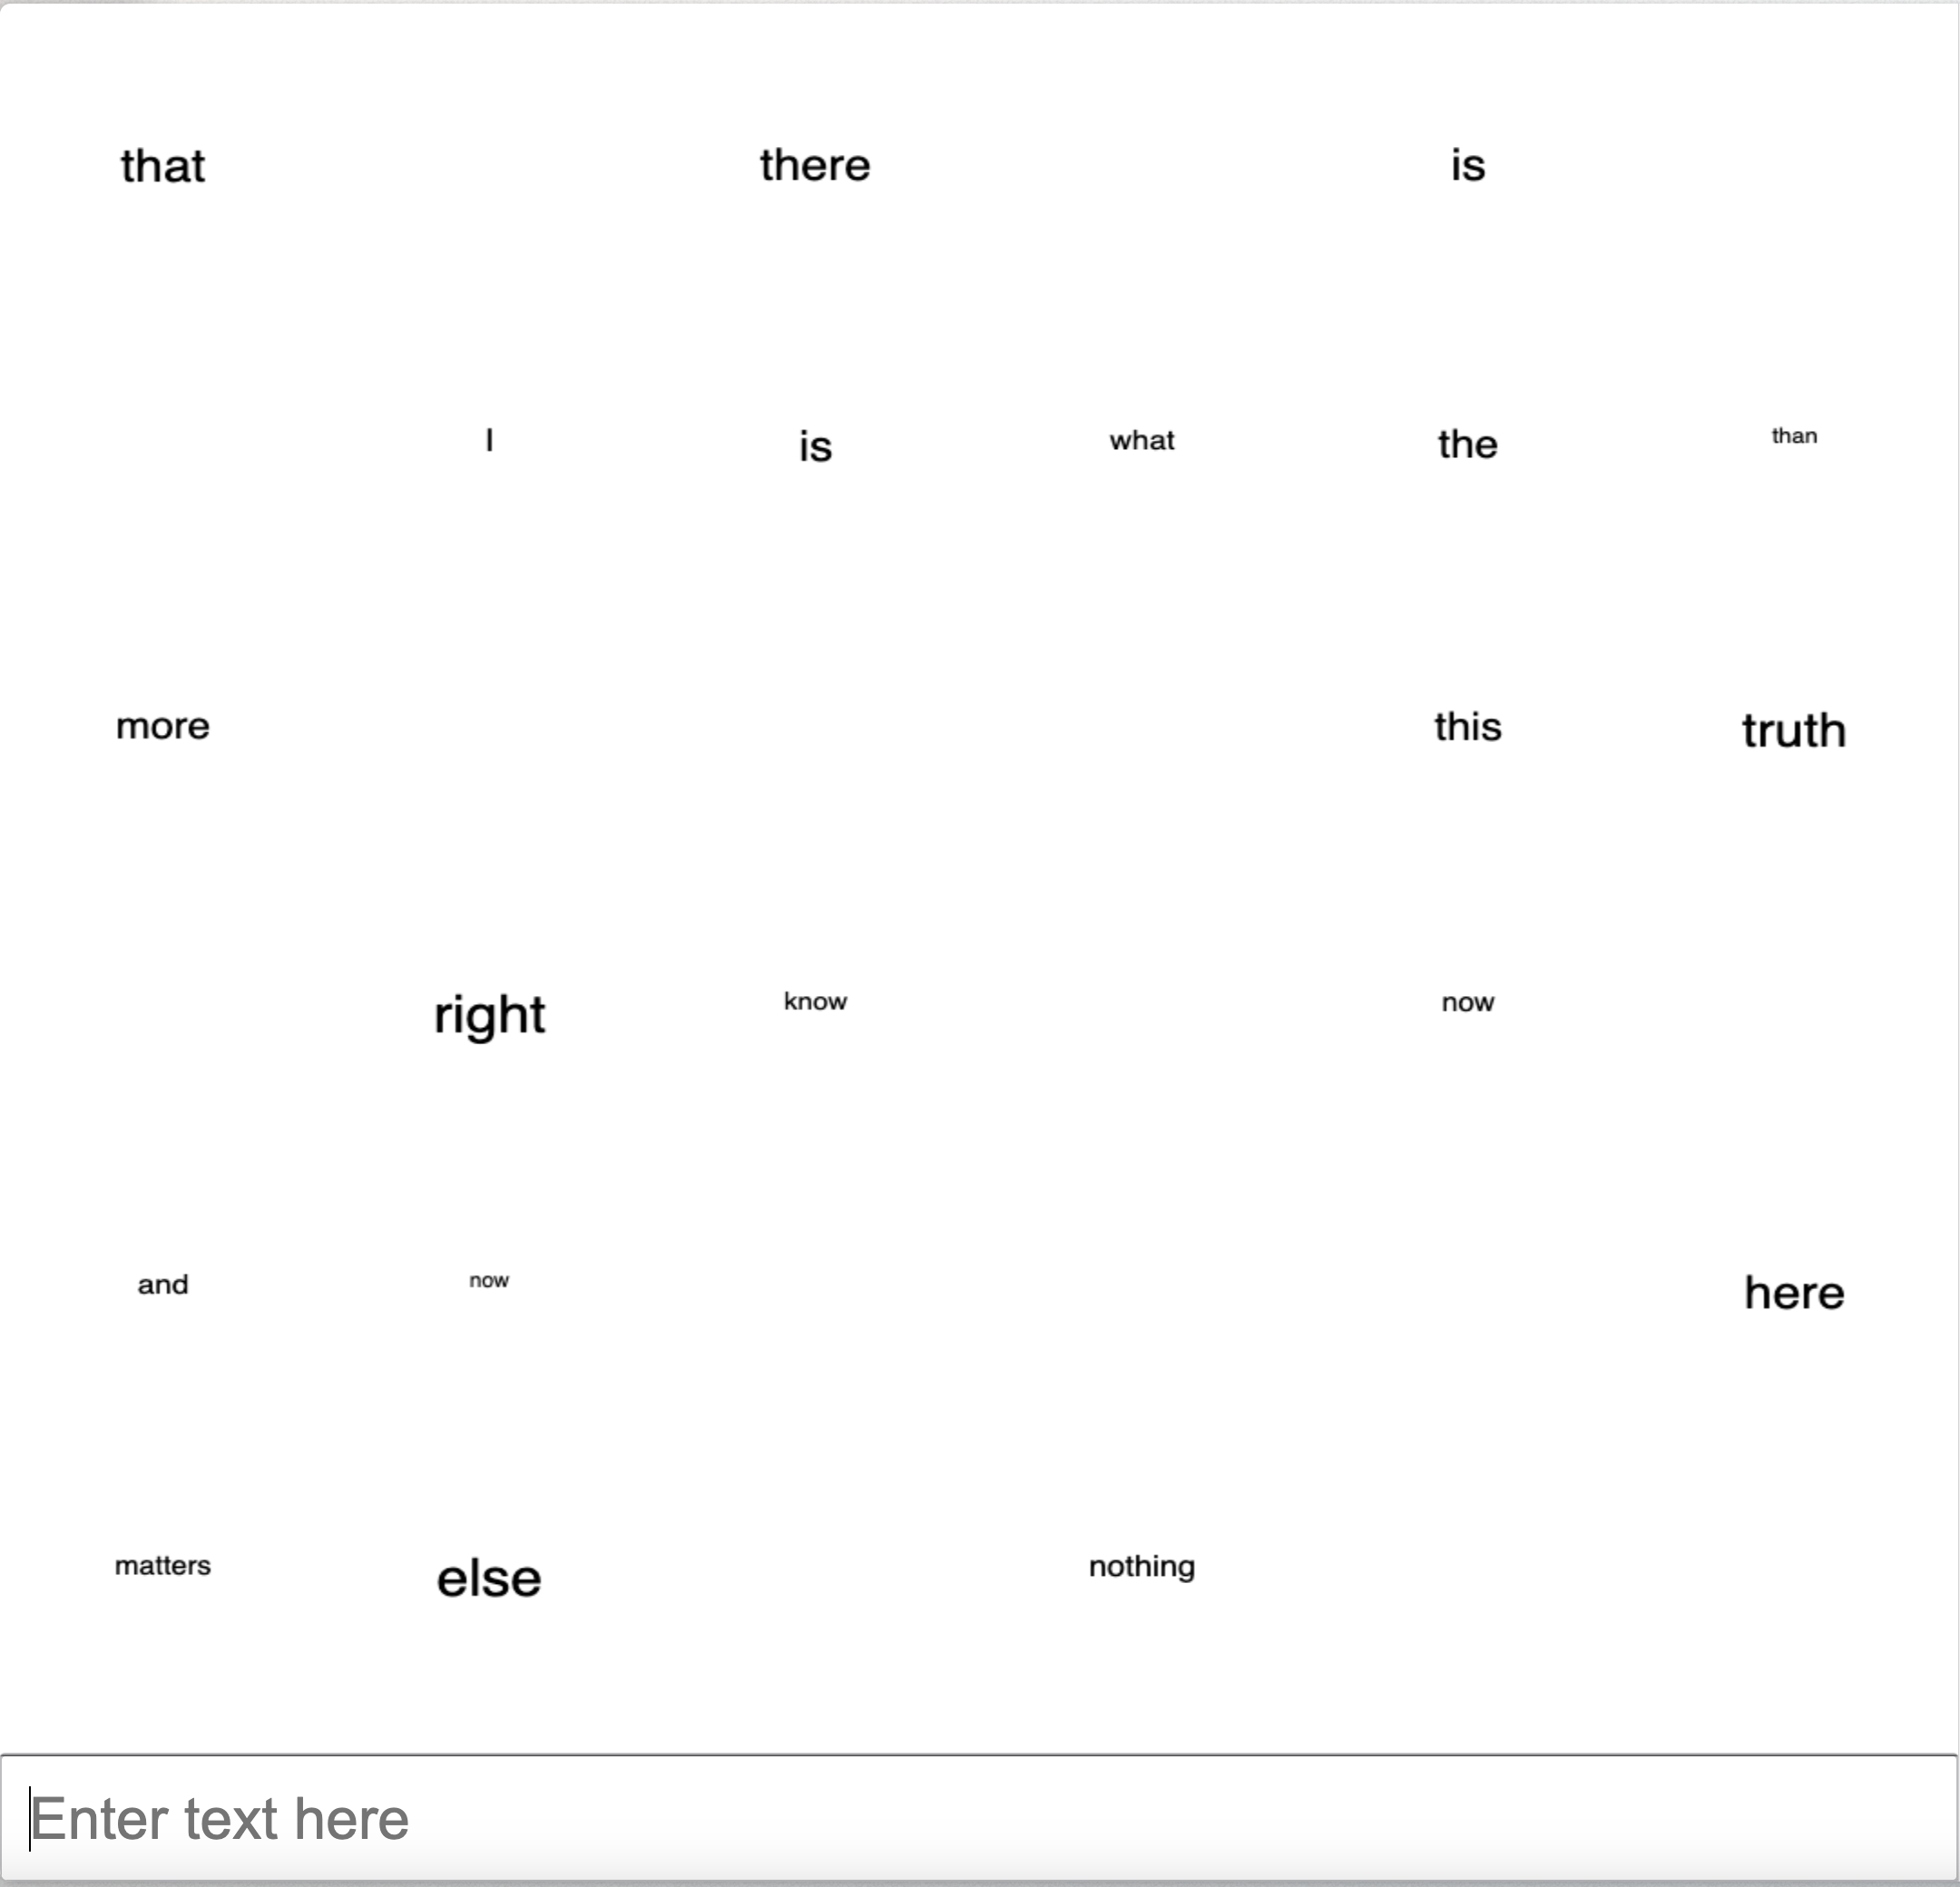 that there is
I is what the than
more this truth
right know now
and now here
matters else nothing
Enter text here